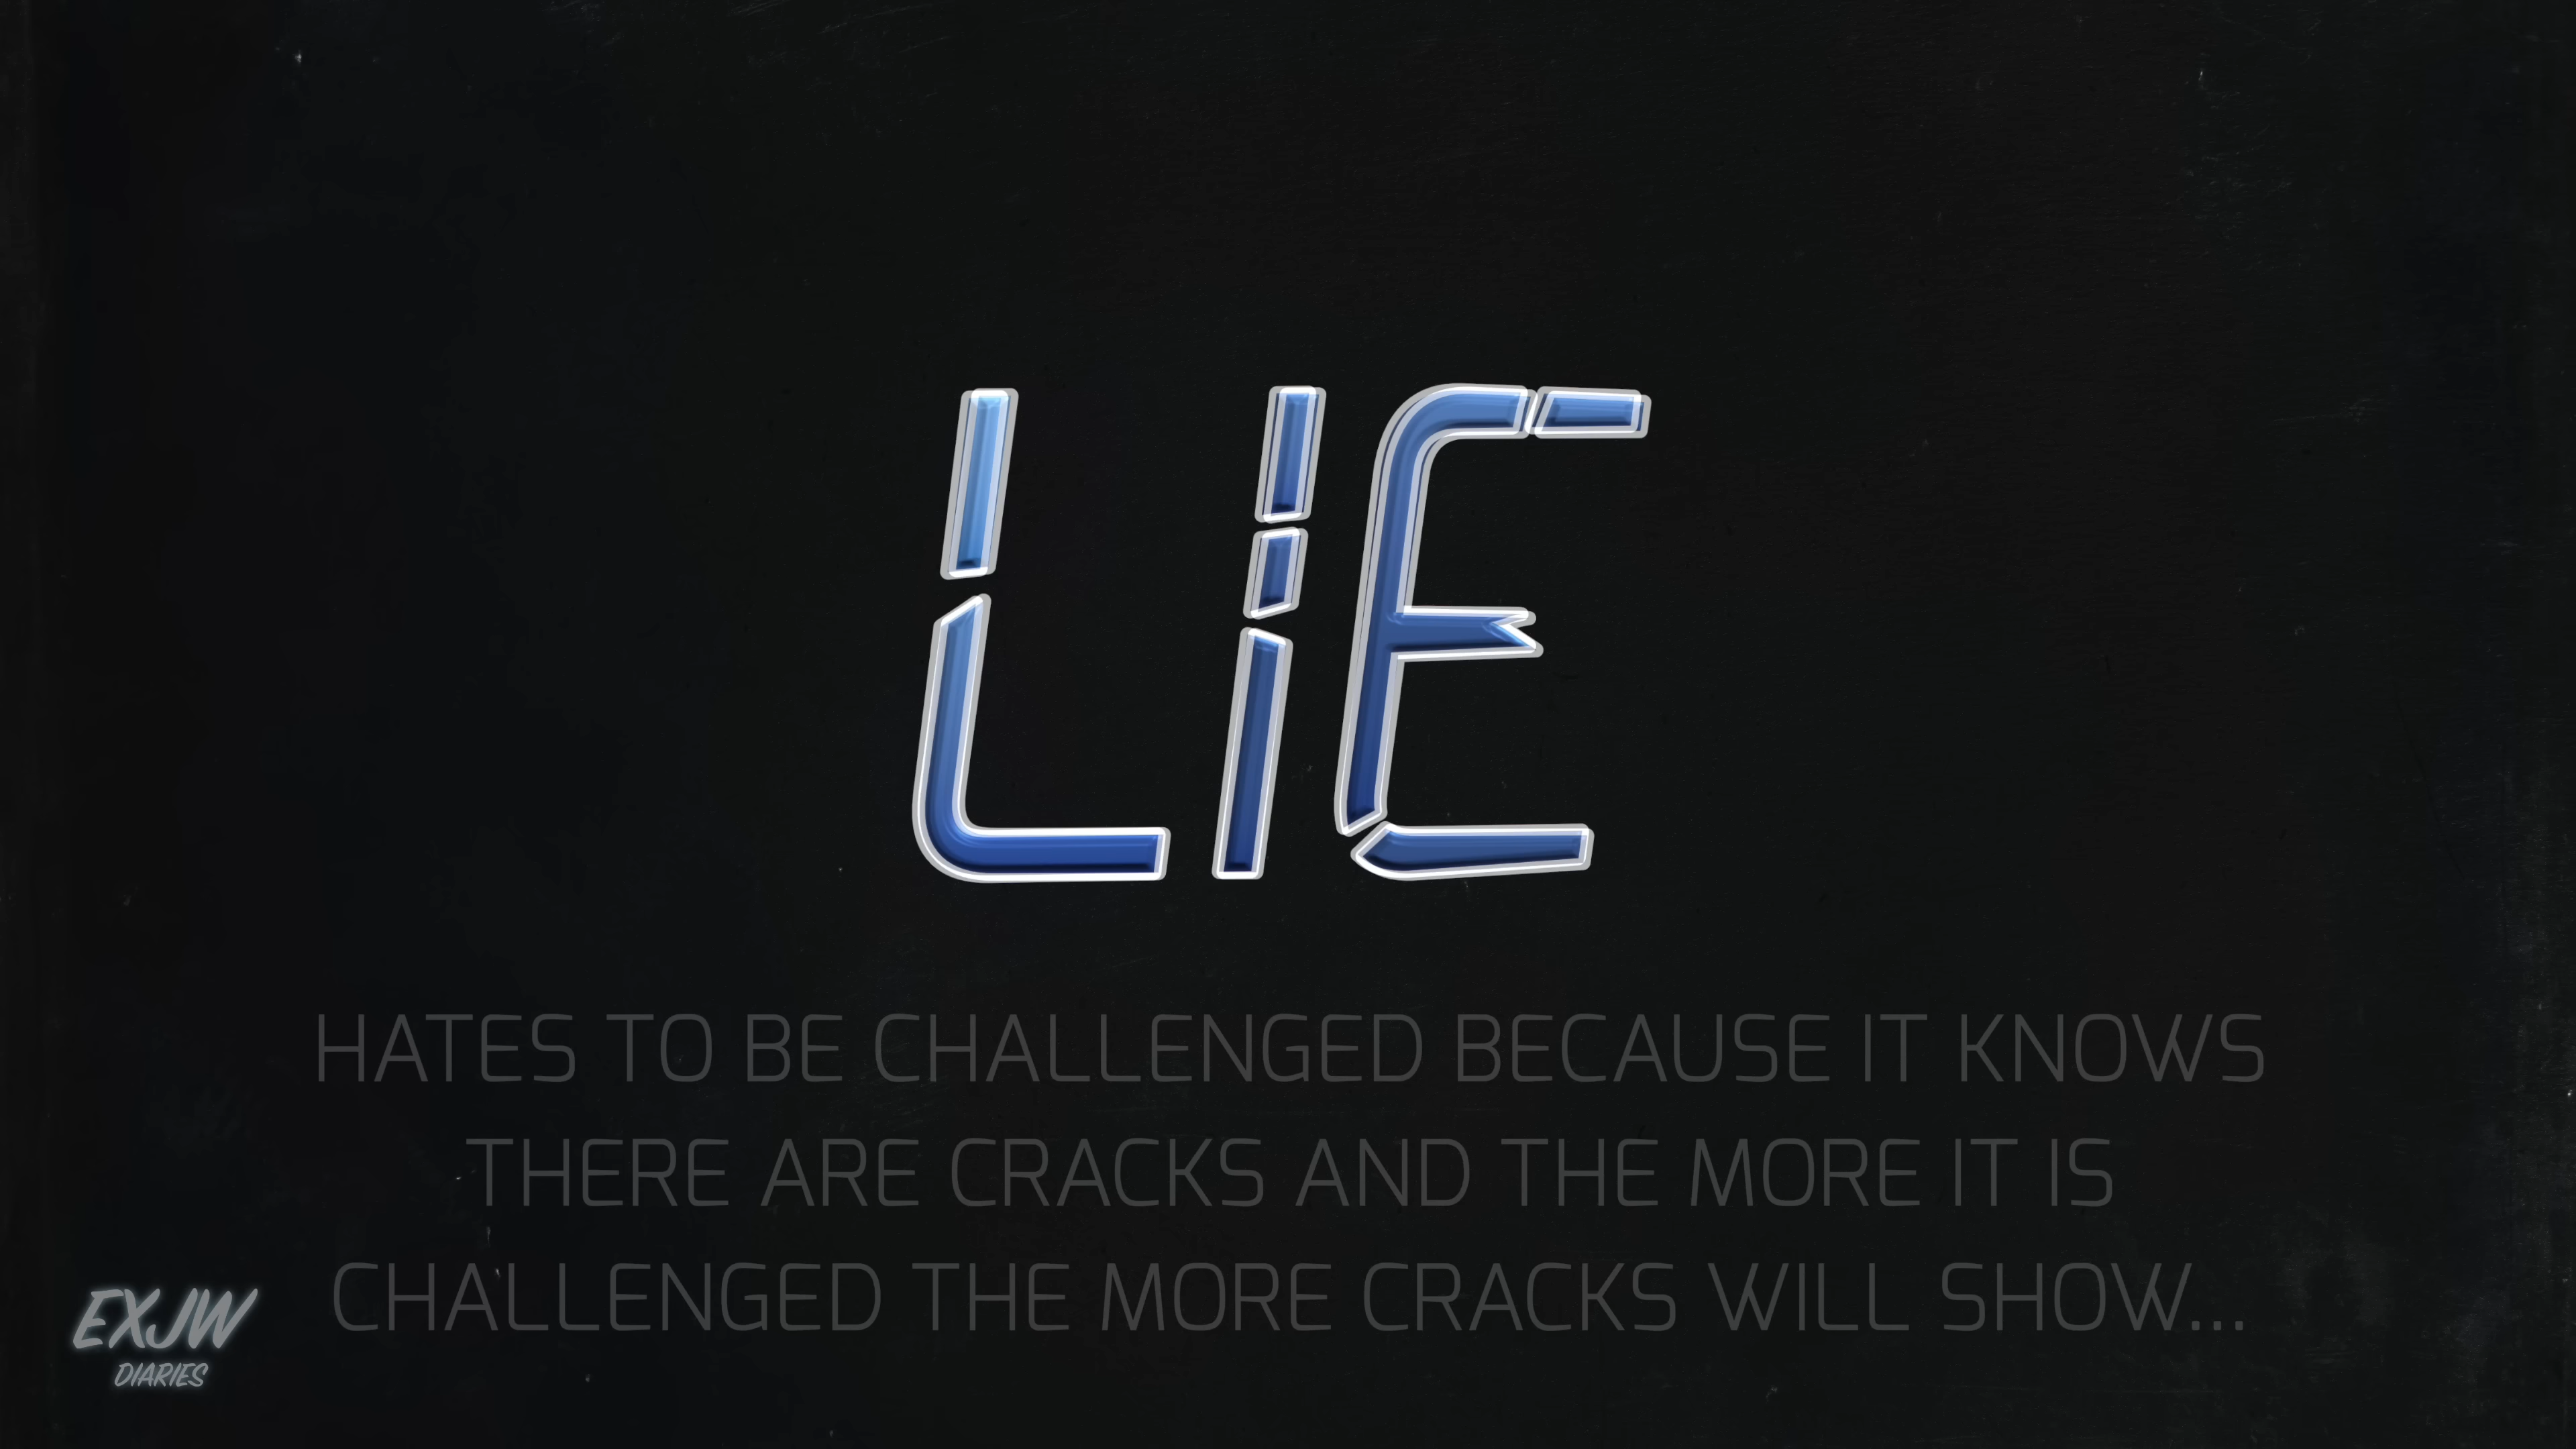 LIE
HATES TO BE CHALLENGED BECAUSE IT KNOWS
THERE ARE CRACKS AND THE MORE IT IS
CHALLENGED THE MORE CRACKS WILL SHOW...
EXJW
DIARIES